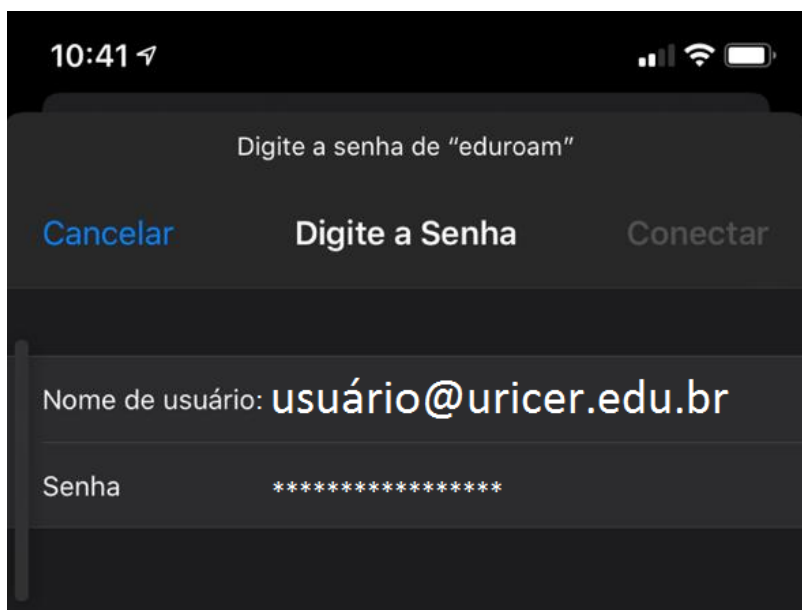 10:41
Digite a senha de “eduroam”
Cancelar Digite a Senha Conectar
Nome de usuário: usuário@uricer.edu.br
Senha *****************